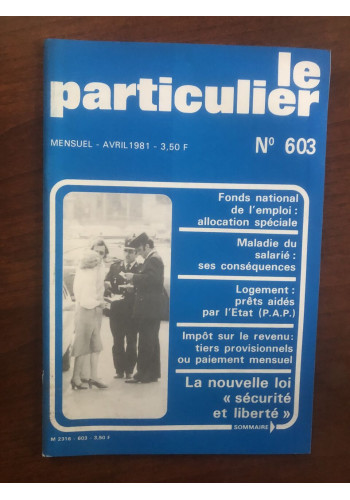 le
particulier
MENSUEL - AVRIL 1981 - 3,50 F
N° 603
Fonds national
de l'emploi :
allocation spéciale
Maladie du
salarié :
ses conséquences
Logement :
prêts aidés
par l'Etat (P.A.P.)
Impôt sur le revenu :
tiers provisionnels
ou paiement mensuel
La nouvelle loi
« sécurité
et liberté »
SOMMAIRE
M 2316 - 603 - 3,50 F